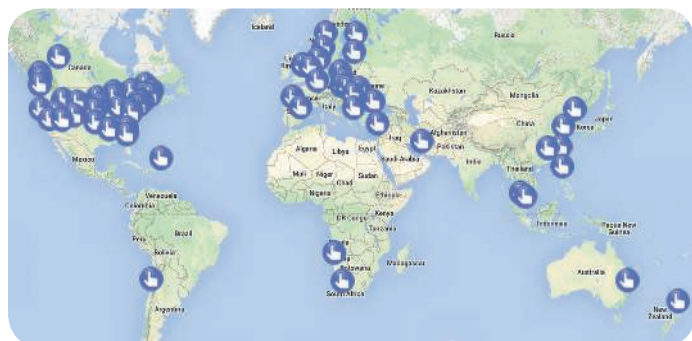 Iceland
Russia
Canada
Kazakhstan
Mongolia
Italy
China
Japan
Korea
Iraq
Afghanistan
Pakistan
Algeria
Libya
Egypt
Saudi Arabia
Mexico
India
Mali
Niger
Chad
Sudan
Thailand
Nigeria
Ethiopia
Venezuela
Colombia
DR Congo
Kenya
Tanzania
Indonesia
Papua New
Guinea
Peru
Brazil
Bolivia
Botswana
Madagascar
Australia
South Africa
Argentina
New
Zealand